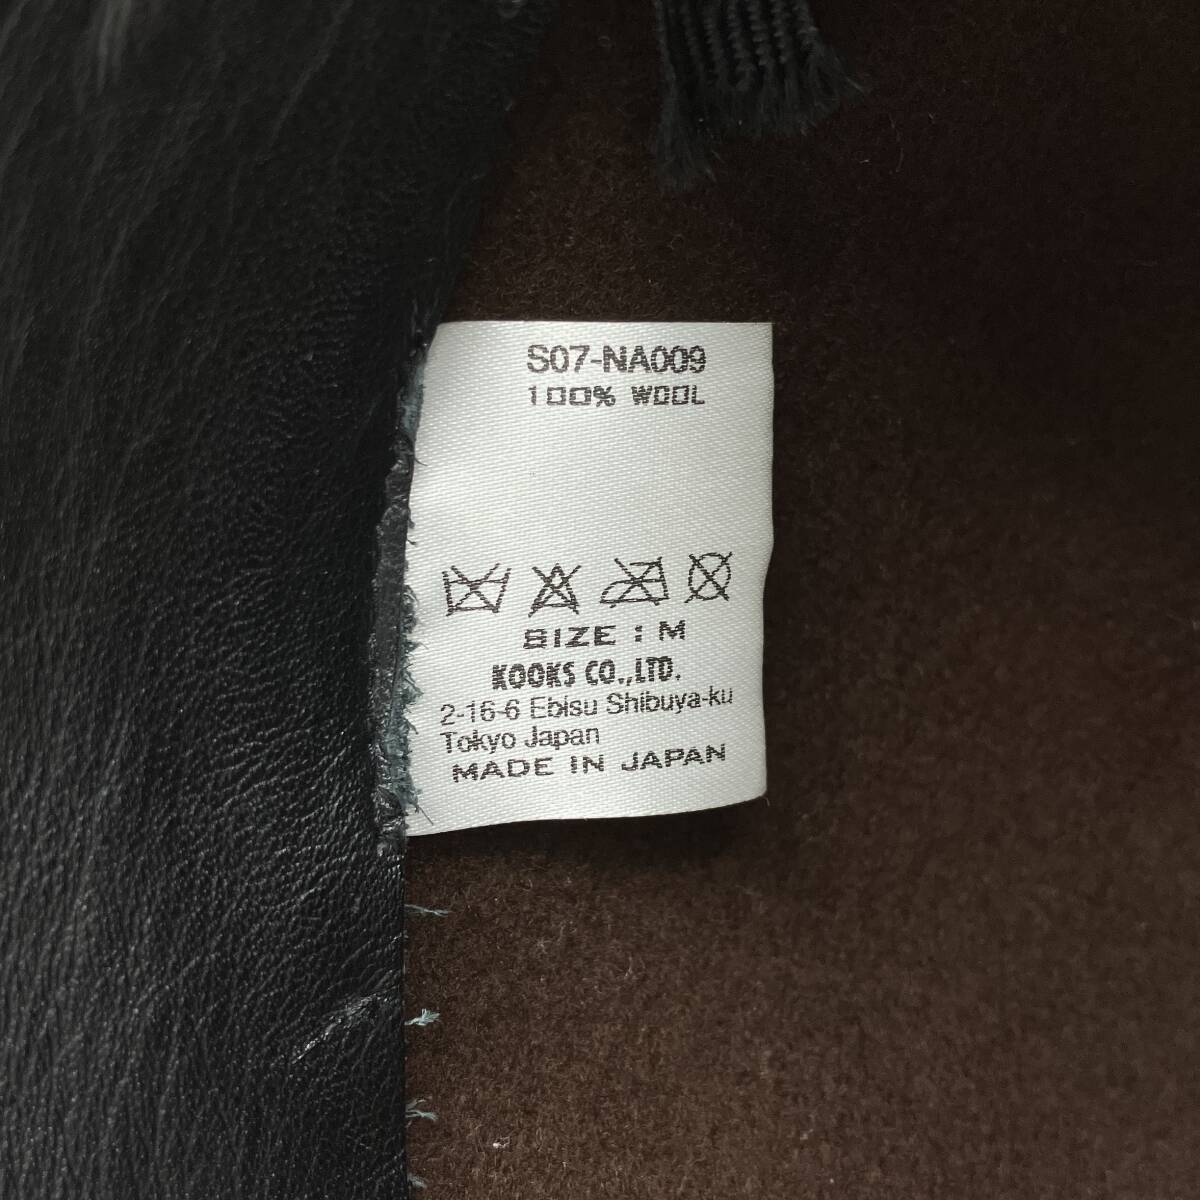 S07-NA009
100% WOOL
SIZE : M
KOOKS CO.,LTD.
2-16-6 Ebisu Shibuya-ku
Tokyo Japan
MADE IN JAPAN